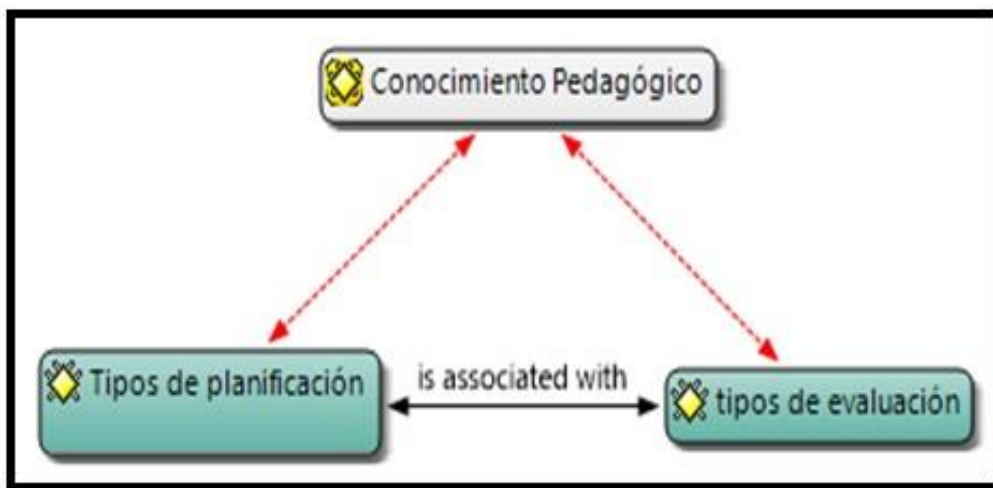 Conocimiento Pedagógico
Tipos de planificación
is associated with
tipos de evaluación